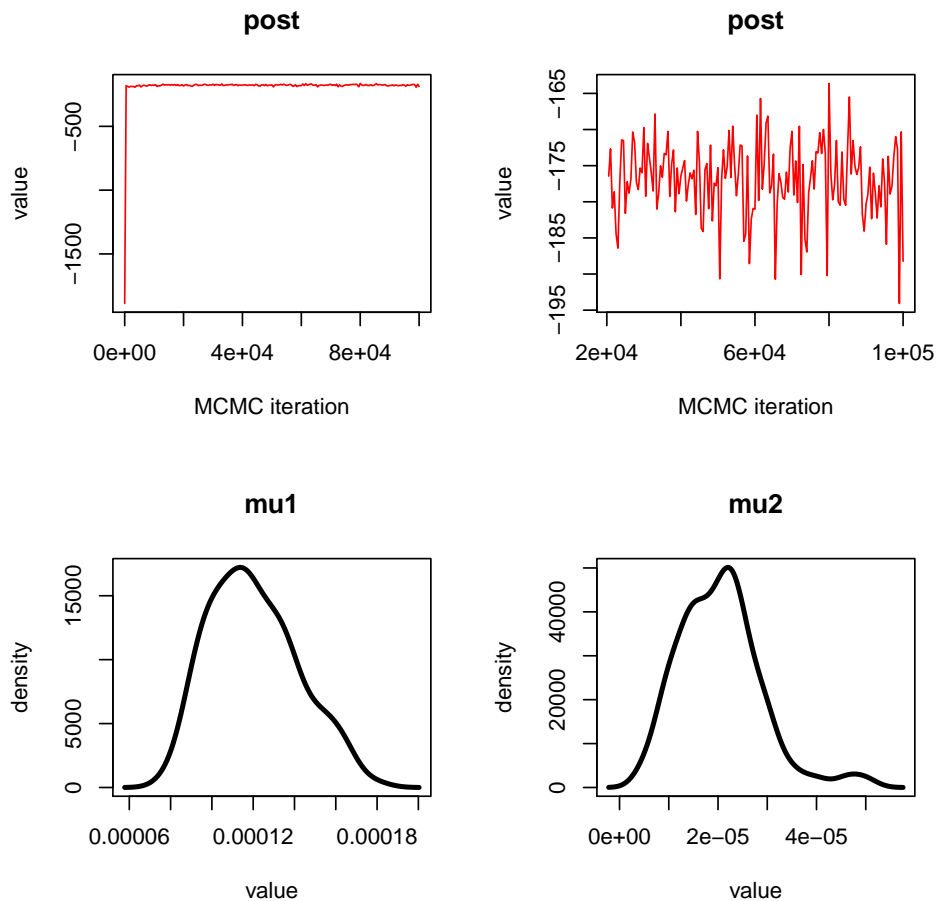 post
value
−500
−1500
0e+00 4e+04 8e+04
MCMC iteration
post
value
−165
−175
−185
−195
2e+04 6e+04 1e+05
MCMC iteration
mu1
density
15000
5000
0
0.00006 0.00012 0.00018
value
mu2
density
40000
20000
0
0e+00 2e−05 4e−05
value